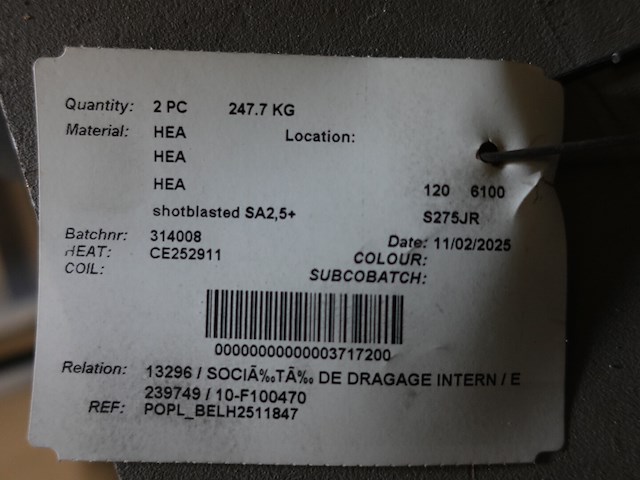 Quantity: 2 PC 247.7 KG
Material: HEA Location:
HEA
HEA 120 6100
shotblasted SA2,5+ S275JR
Batchnr: 314008 Date: 11/02/2025
HEAT: CE252911 COLOUR:
COIL: SUBCOBATCH:
00000000000003717200
Relation: 13296 / SOCIÃ‰TÃ‰ DE DRAGAGE INTERN / E
239749 / 10-F100470
REF: POPL_BELH2511847